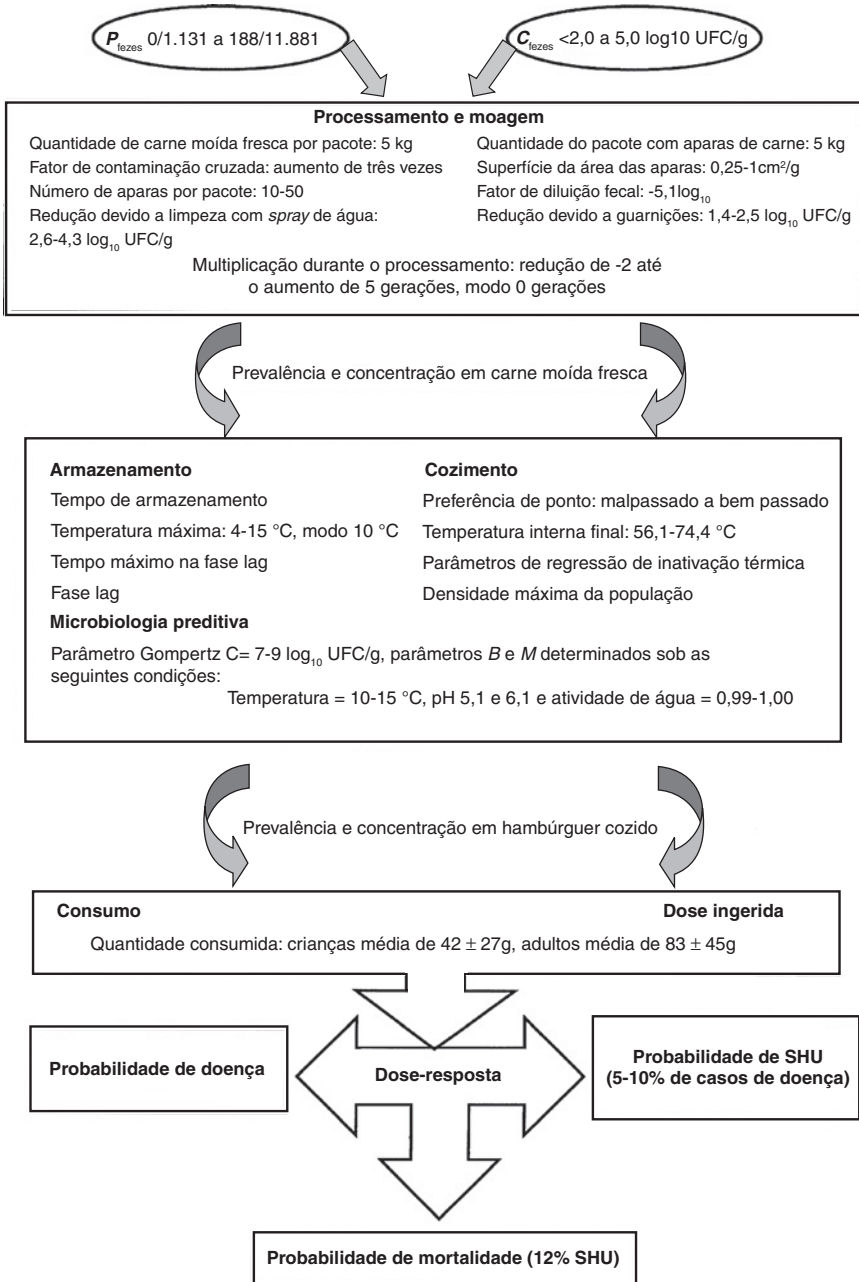 P fezes 0/1.131 a 188/11.881
C fezes <2,0 a 5,0 log10 UFC/g
Processamento e moagem
Quantidade de carne moída fresca por pacote: 5 kg
Fator de contaminação cruzada: aumento de três vezes
Número de aparas por pacote: 10-50
Redução devido a limpeza com spray de água:
2,6-4,3 log10 UFC/g
Quantidade do pacote com aparas de carne: 5 kg
Superfície da área das aparas: 0,25-1cm²/g
Fator de diluição fecal: -5,1log10
Redução devido a guarnições: 1,4-2,5 log10 UFC/g
Multiplicação durante o processamento: redução de -2 até
o aumento de 5 gerações, modo 0 gerações
Prevalência e concentração em carne moída fresca
Armazenamento
Tempo de armazenamento
Temperatura máxima: 4-15 °C, modo 10 °C
Tempo máximo na fase lag
Fase lag
Cozimento
Preferência de ponto: malpassado a bem passado
Temperatura interna final: 56,1-74,4 °C
Parâmetros de regressão de inativação térmica
Densidade máxima da população
Microbiologia preditiva
Parâmetro Gompertz C= 7-9 log10 UFC/g, parâmetros B e M determinados sob as
seguintes condições:
Temperatura = 10-15 °C, pH 5,1 e 6,1 e atividade de água = 0,99-1,00
Prevalência e concentração em hambúrguer cozido
Consumo
Dose ingerida
Quantidade consumida: crianças média de 42 ± 27g, adultos média de 83 ± 45g
Probabilidade de doença
Dose-resposta
Probabilidade de SHU
(5-10% de casos de doença)
Probabilidade de mortalidade (12% SHU)